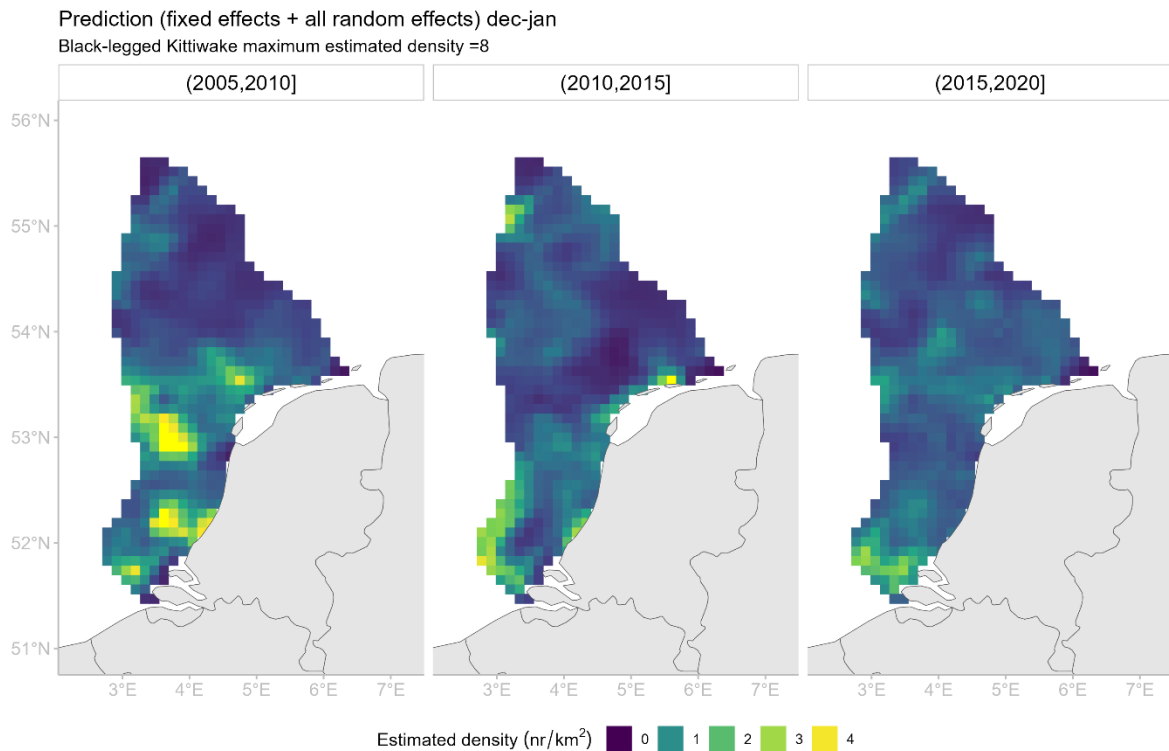 Prediction (fixed effects + all random effects) dec-jan
Black-legged Kittiwake maximum estimated density =8
(2005,2010] (2010,2015] (2015,2020]
56°N
55°N
54°N
53°N
52°N
51°N
3°E 4°E 5°E 6°E 7°E 3°E 4°E 5°E 6°E 7°E 3°E 4°E 5°E 6°E 7°E
Estimated density (nr/km²) 0 1 2 3 4